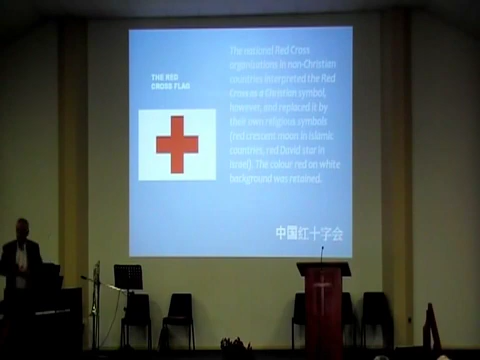 THE RED
CROSS FLAG
The national Red Cross
organizations in non-Christian
countries interpreted the Red
Cross as a Christian symbol,
however, and replaced it by
their own religious symbols
(red crescent moon in Islamic
countries, red David star in
Israel). The colour red on white
background was retained.
中国红十字会